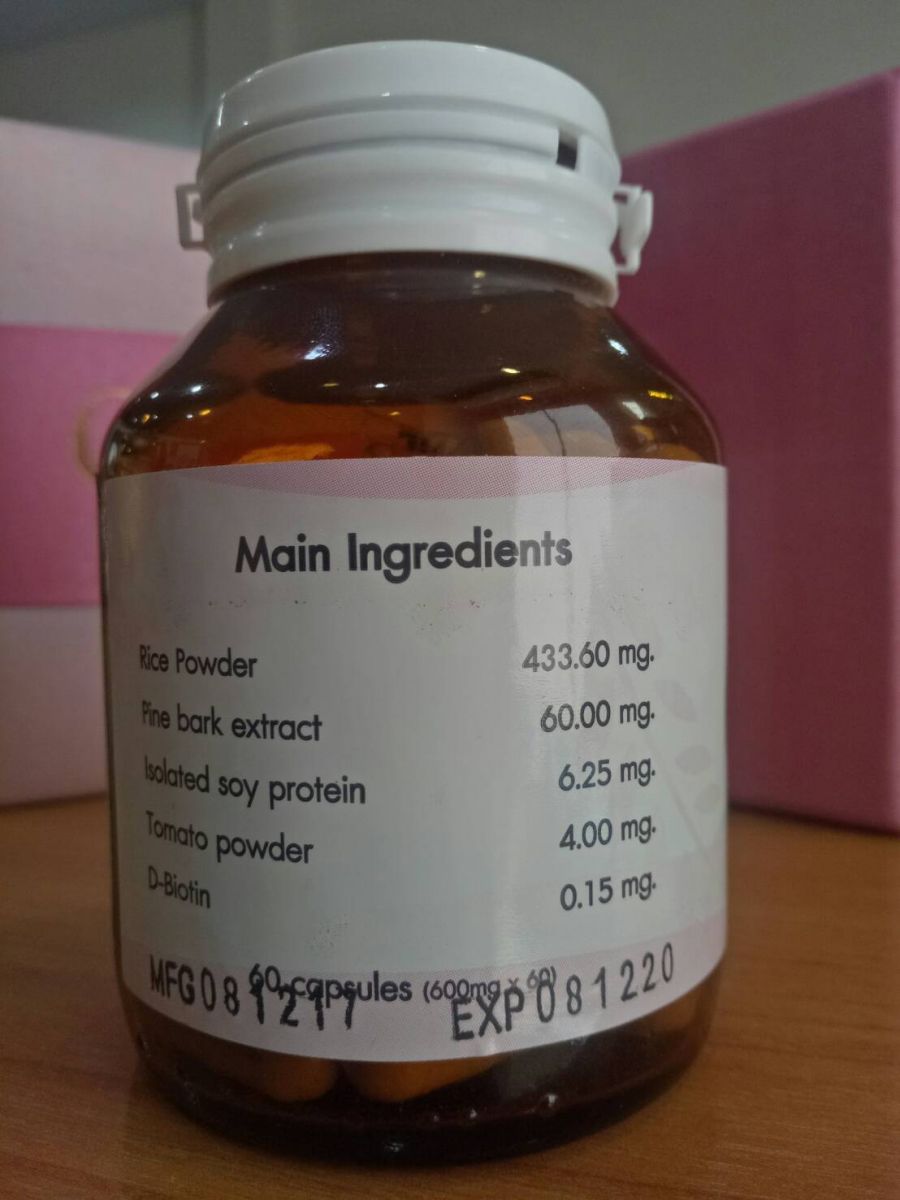 Main Ingredients
Rice Powder 433.60 mg.
Pine bark extract 60.00 mg.
Isolated soy protein 6.25 mg.
Tomato powder 4.00 mg.
D-Biotin 0.15 mg.
60 capsules (600mg x 60)
MFG081217 EXP081220